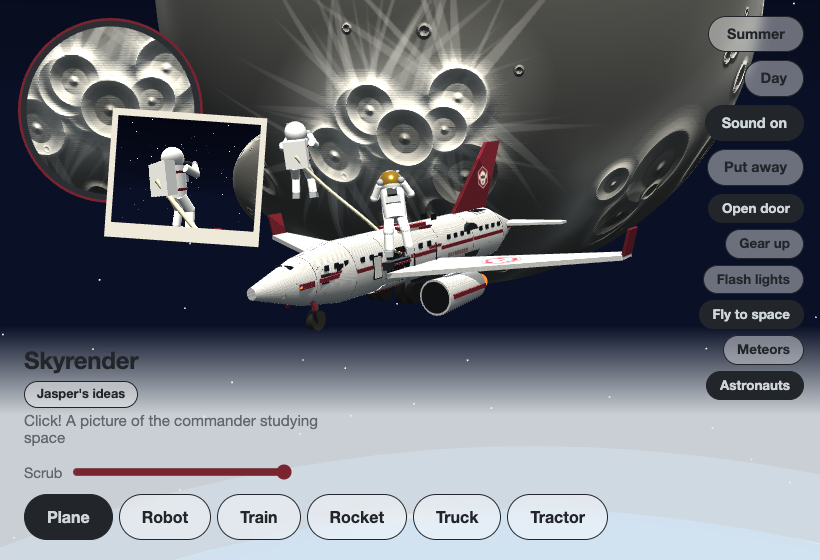 Summer
Day
Sound on
Put away
Open door
Gear up
Flash lights
Fly to space
Meteors
Astronauts
Skyrender
Jasper's ideas
Click! A picture of the commander studying
space
Scrub
Plane
Robot
Train
Rocket
Truck
Tractor